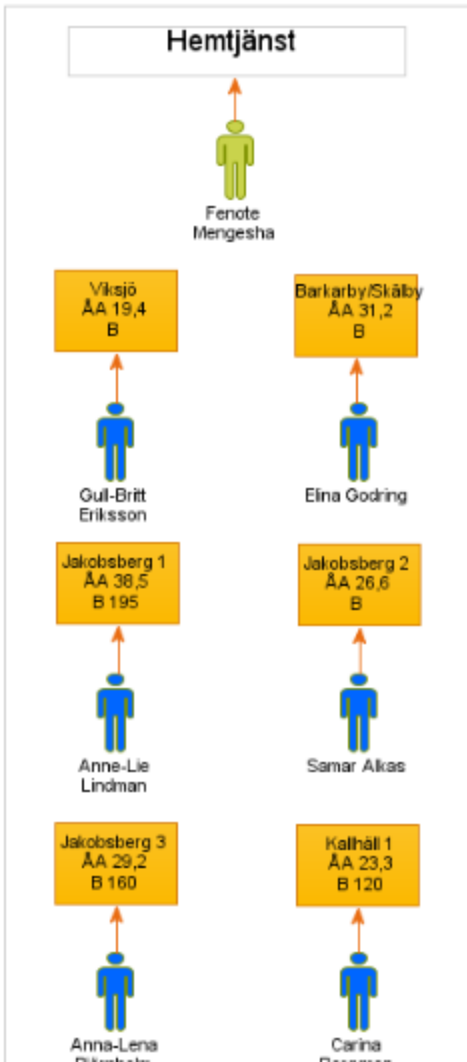 Hemtjänst
Fenote
Mengesha
Viksjö
ÅA 19,4
B
Barkarby/Skälby
ÅA 31,2
B
Gull-Britt
Eriksson
Elina Godring
Jakobsberg 1
ÅA 38,5
B 195
Jakobsberg 2
ÅA 26,6
B
Anne-Lie
Lindman
Samar Alkas
Jakobsberg 3
ÅA 29,2
B 160
Kallhäll 1
ÅA 23,3
B 120
Anna-Lena
Carina